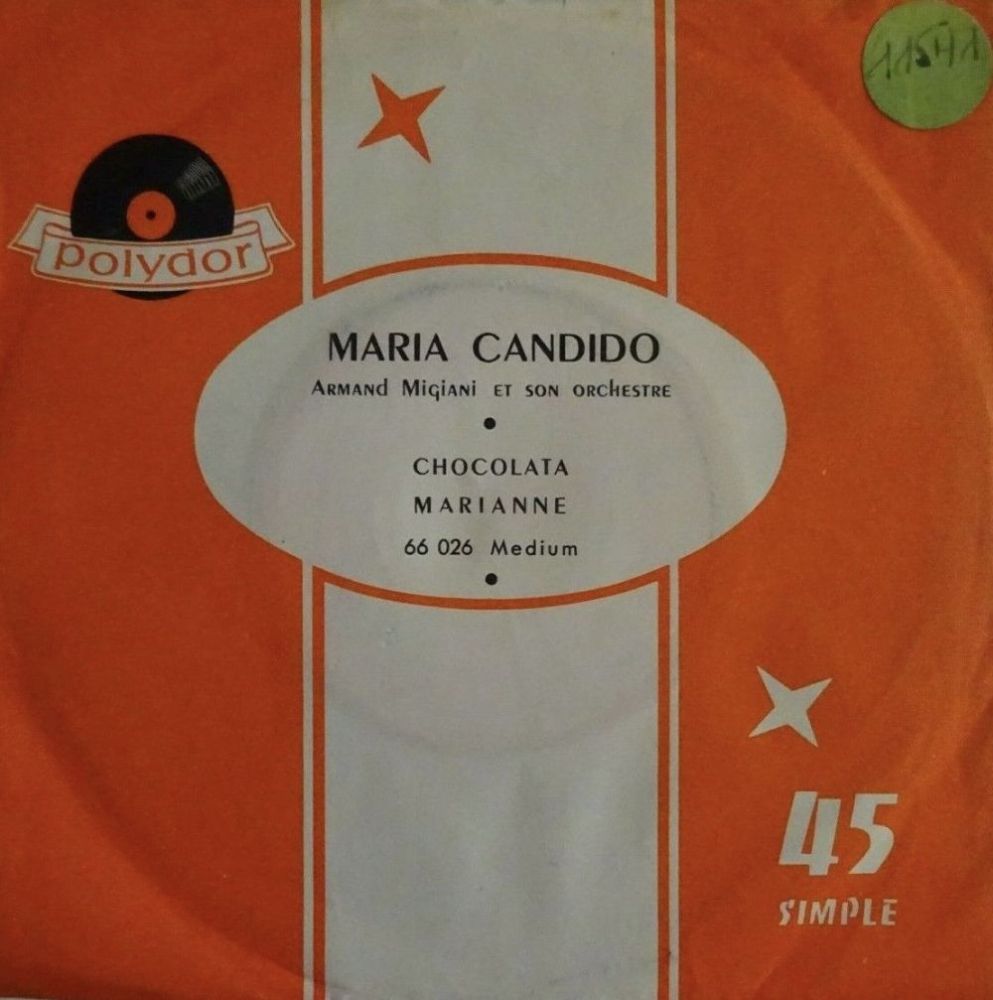 polydor
MARIA CANDIDO
ARMANd MiGiANi ET SON ORChESTRE
CHOCOLATA
MARIANNE
66 026 Medium
45
SIMPLE